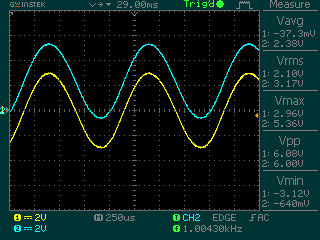 GWINSTEK 29.00ms Trig'd Measure
Vavg
1: -37.3mV
2: 2.38V
Vrms
1: 2.10V
2: 3.17V
Vmax
1: 2.96V
2: 5.36V
Vpp
1: 6.08V
2: 6.00V
Vmin
1: -3.12V
2: -640mV
1
1 = 2V M 250us T CH2 EDGE AC
2 = 2V f 1.00430kHz